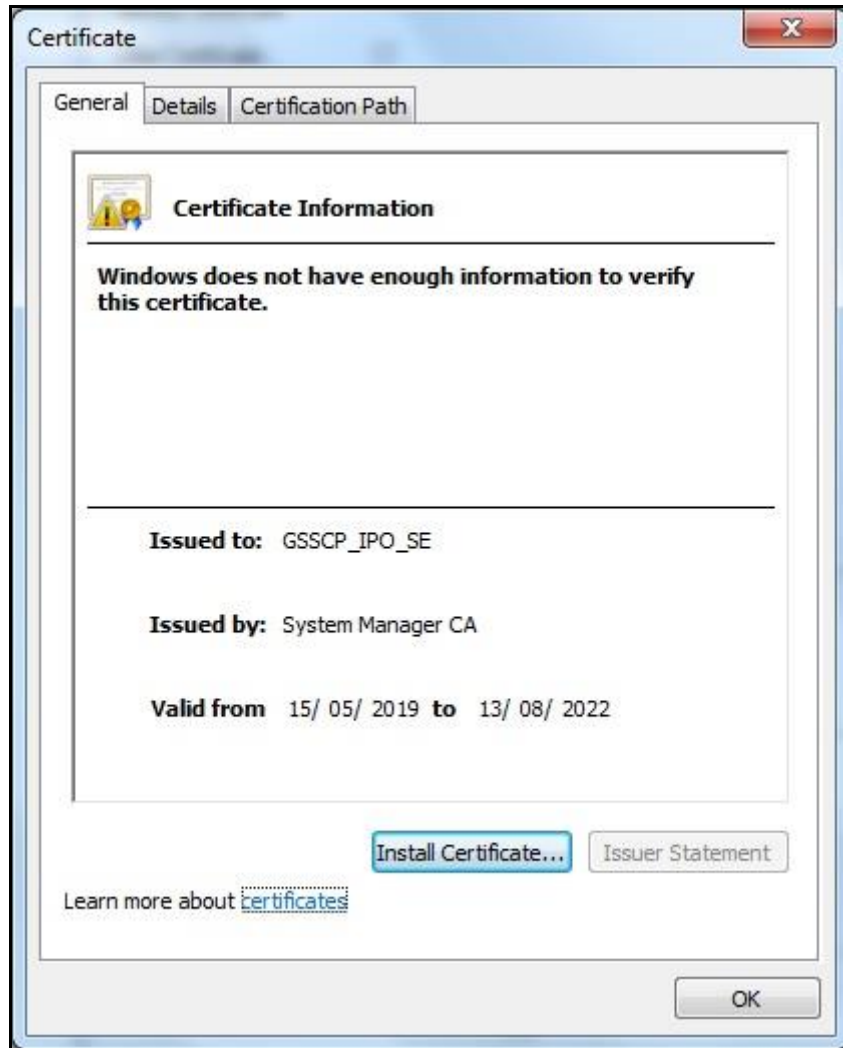 Certificate
General Details Certification Path
Certificate Information
Windows does not have enough information to verify
this certificate.
Issued to: GSSCP_IPO_SE
Issued by: System Manager CA
Valid from 15/ 05/ 2019 to 13/ 08/ 2022
Install Certificate... Issuer Statement
Learn more about certificates
OK